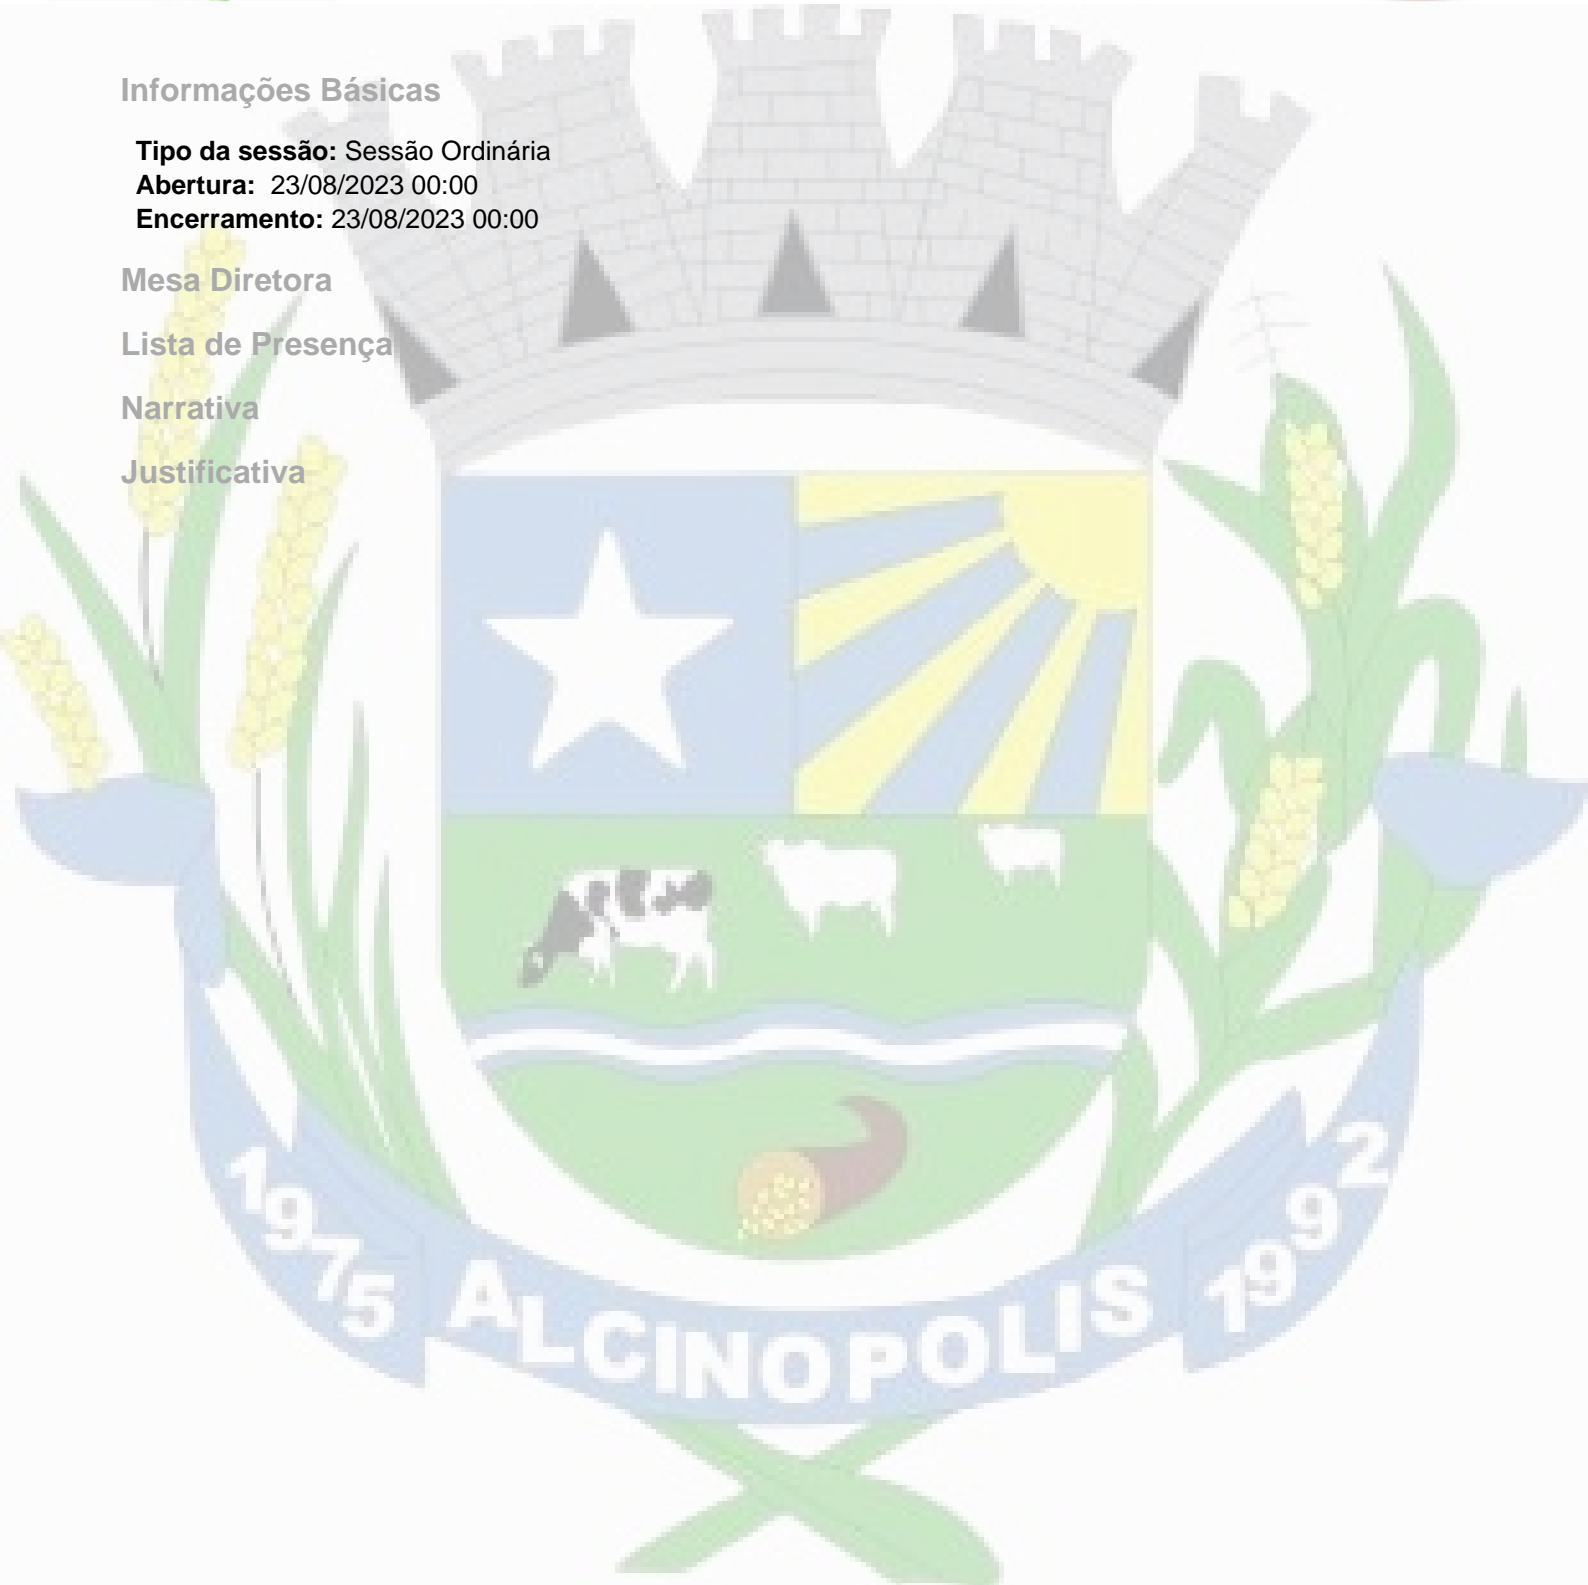 Informações Básicas
Tipo da sessão: Sessão Ordinária
Abertura: 23/08/2023 00:00
Encerramento: 23/08/2023 00:00
Mesa Diretora
Lista de Presença
Narrativa
Justificativa
1975 ALCINOPOLIS 1992